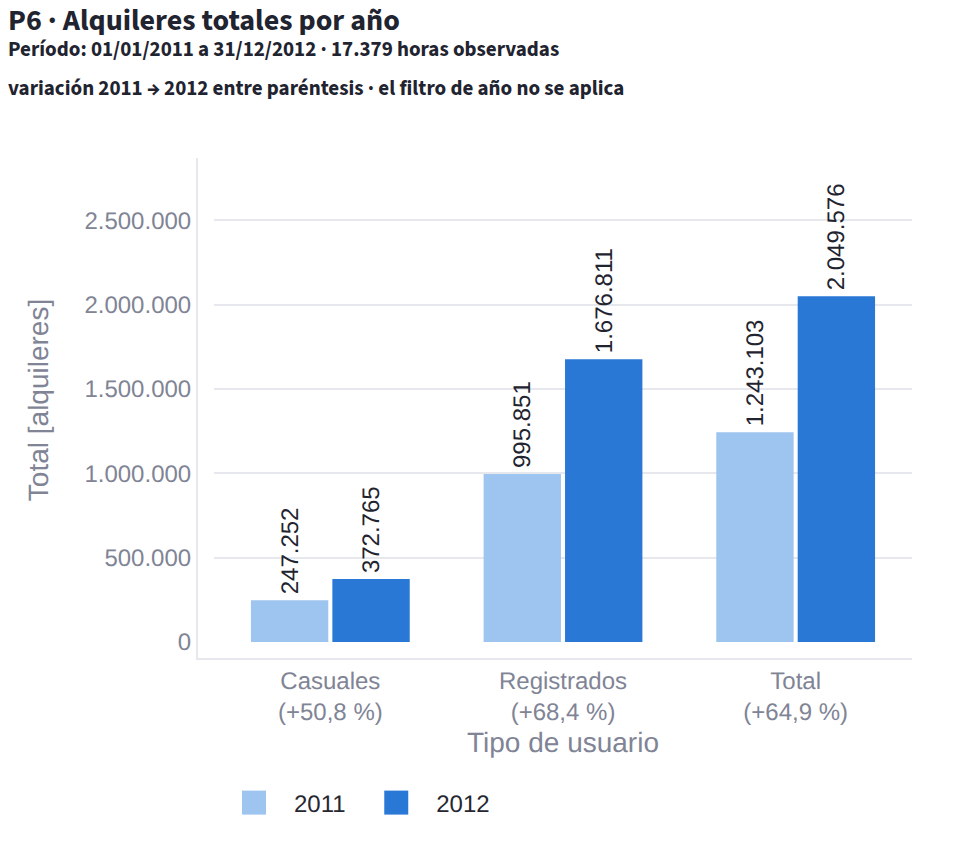 P6 · Alquileres totales por año
Período: 01/01/2011 a 31/12/2012 · 17.379 horas observadas
variación 2011 → 2012 entre paréntesis · el filtro de año no se aplica
2.500.000
2.000.000
1.500.000
1.000.000
500.000
0
Total [alquileres]
247.252
372.765
995.851
1.676.811
1.243.103
2.049.576
Casuales
(+50,8 %)
Registrados
(+68,4 %)
Total
(+64,9 %)
Tipo de usuario
2011
2012